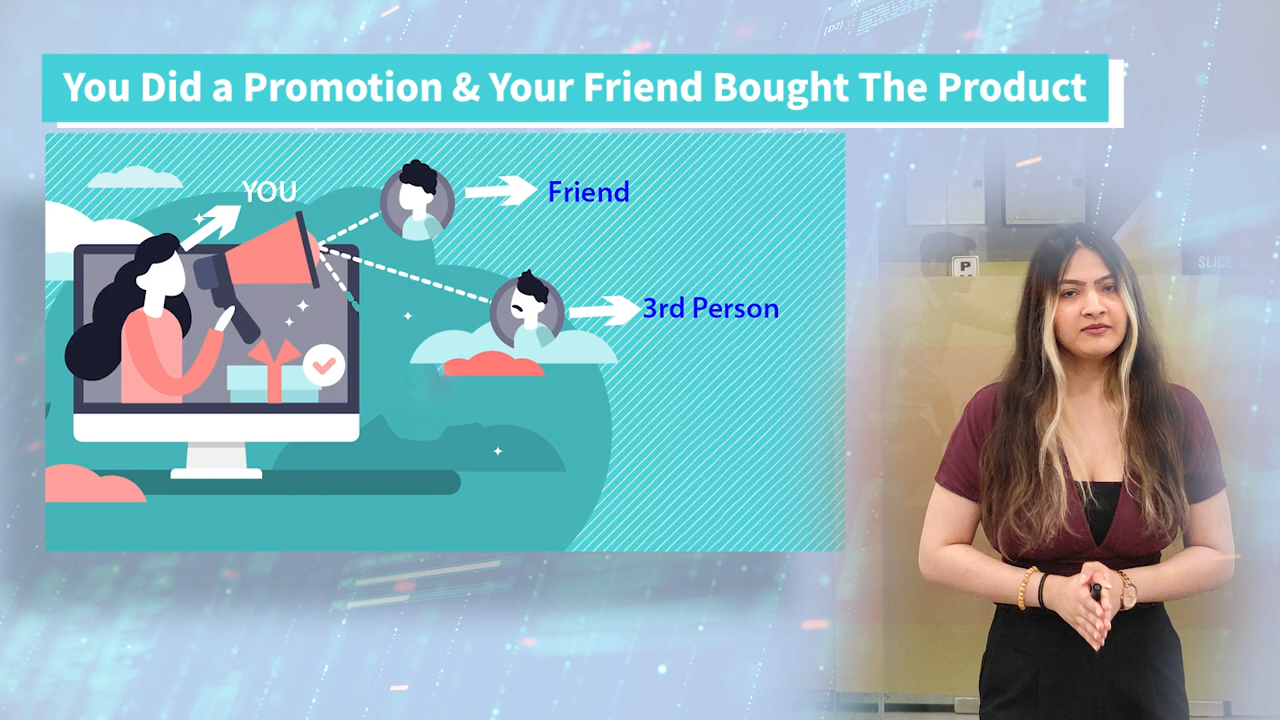 You Did a Promotion & Your Friend Bought The Product
YOU
Friend
3rd Person
P